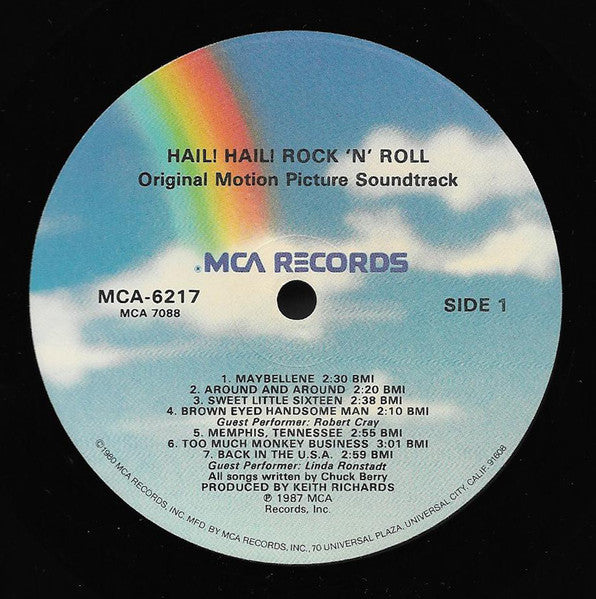 HAIL! HAIL! ROCK 'N' ROLL
Original Motion Picture Soundtrack
MCA RECORDS
MCA-6217
MCA 7088
SIDE 1
1. MAYBELLENE 2:30 BMI
2. AROUND AND AROUND 2:20 BMI
3. SWEET LITTLE SIXTEEN 2:38 BMI
4. BROWN EYED HANDSOME MAN 2:10 BMI
Guest Performer: Robert Cray
5. MEMPHIS, TENNESSEE 2:55 BMI
6. TOO MUCH MONKEY BUSINESS 3:01 BMI
7. BACK IN THE U.S.A. 2:59 BMI
Guest Performer: Linda Ronstadt
All songs written by Chuck Berry
PRODUCED BY KEITH RICHARDS
℗ 1987 MCA
Records, Inc.
©1980 MCA RECORDS, INC. MFD. BY MCA RECORDS, INC., 70 UNIVERSAL PLAZA, UNIVERSAL CITY, CALIF. 91608